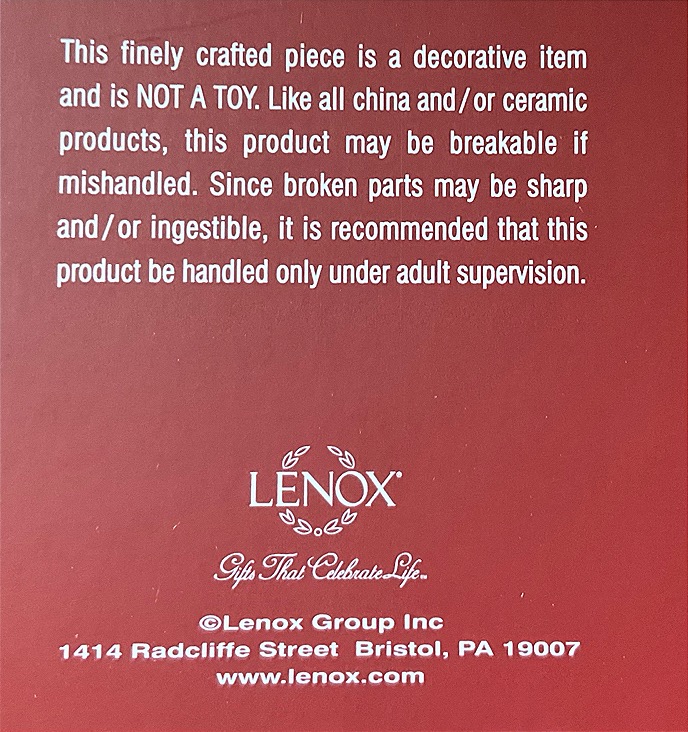 This finely crafted piece is a decorative item
and is NOT A TOY. Like all china and/or ceramic
products, this product may be breakable if
mishandled. Since broken parts may be sharp
and/or ingestible, it is recommended that this
product be handled only under adult supervision.
LENOX®
Gifts That Celebrate Life™
©Lenox Group Inc
1414 Radcliffe Street Bristol, PA 19007
www.lenox.com